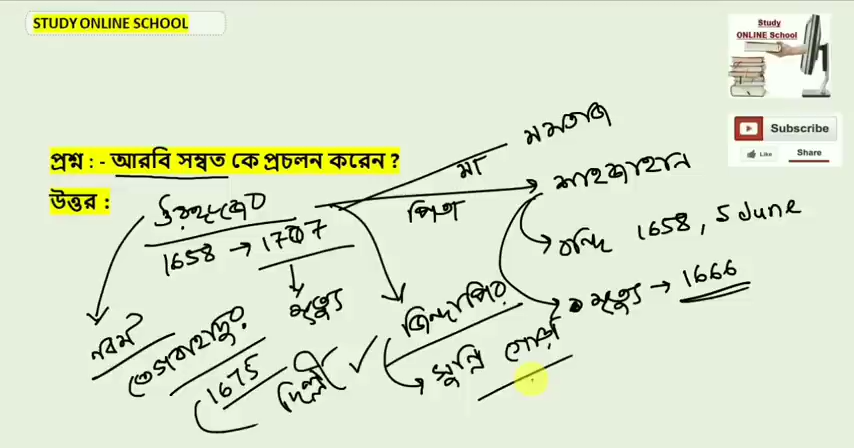 STUDY ONLINE SCHOOL
Study
ONLINE School
Subscribe
Like Share
প্রশ্ন : - আরবি সম্বত কে প্রচলন করেন ?
উত্তর :
ঔরঙ্গজেব
1658 → 1707
মৃত্যু
মা মমতাজ
পিতা শাহজাহান
বন্দি 1658, 5 June
মৃত্যু → 1666
জিন্দাপির
সুন্নি গোড়া
নবম
তেগবাহাদুর
1675 দিল্লী